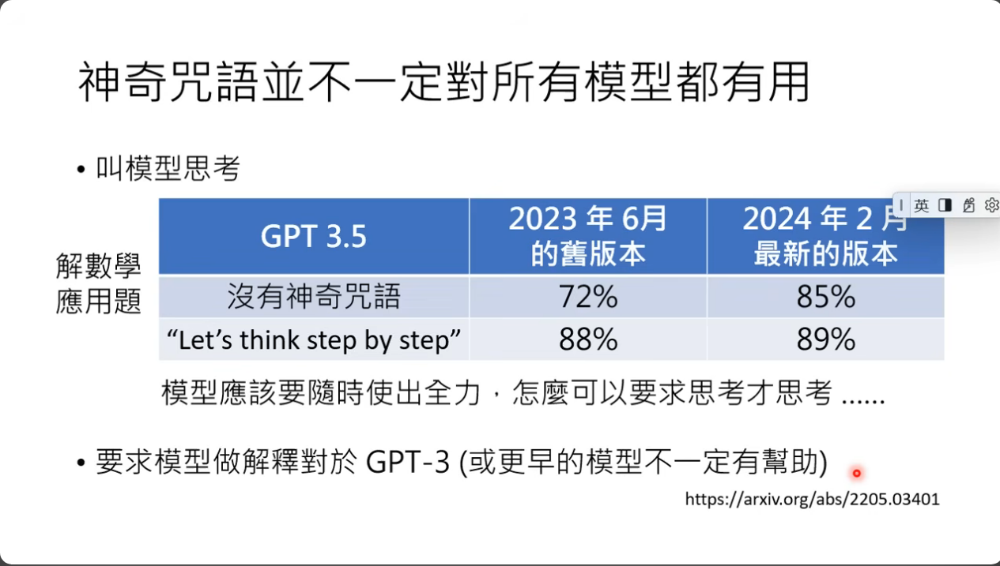 神奇咒語並不一定對所有模型都有用
• 叫模型思考
英
GPT 3.5
2023 年 6月
的舊版本
2024 年 2 月
最新的版本
解數學
應用題
沒有神奇咒語
72%
85%
“Let’s think step by step”
88%
89%
模型應該要隨時使出全力，怎麼可以要求思考才思考 ......
• 要求模型做解釋對於 GPT-3 (或更早的模型不一定有幫助)
https://arxiv.org/abs/2205.03401